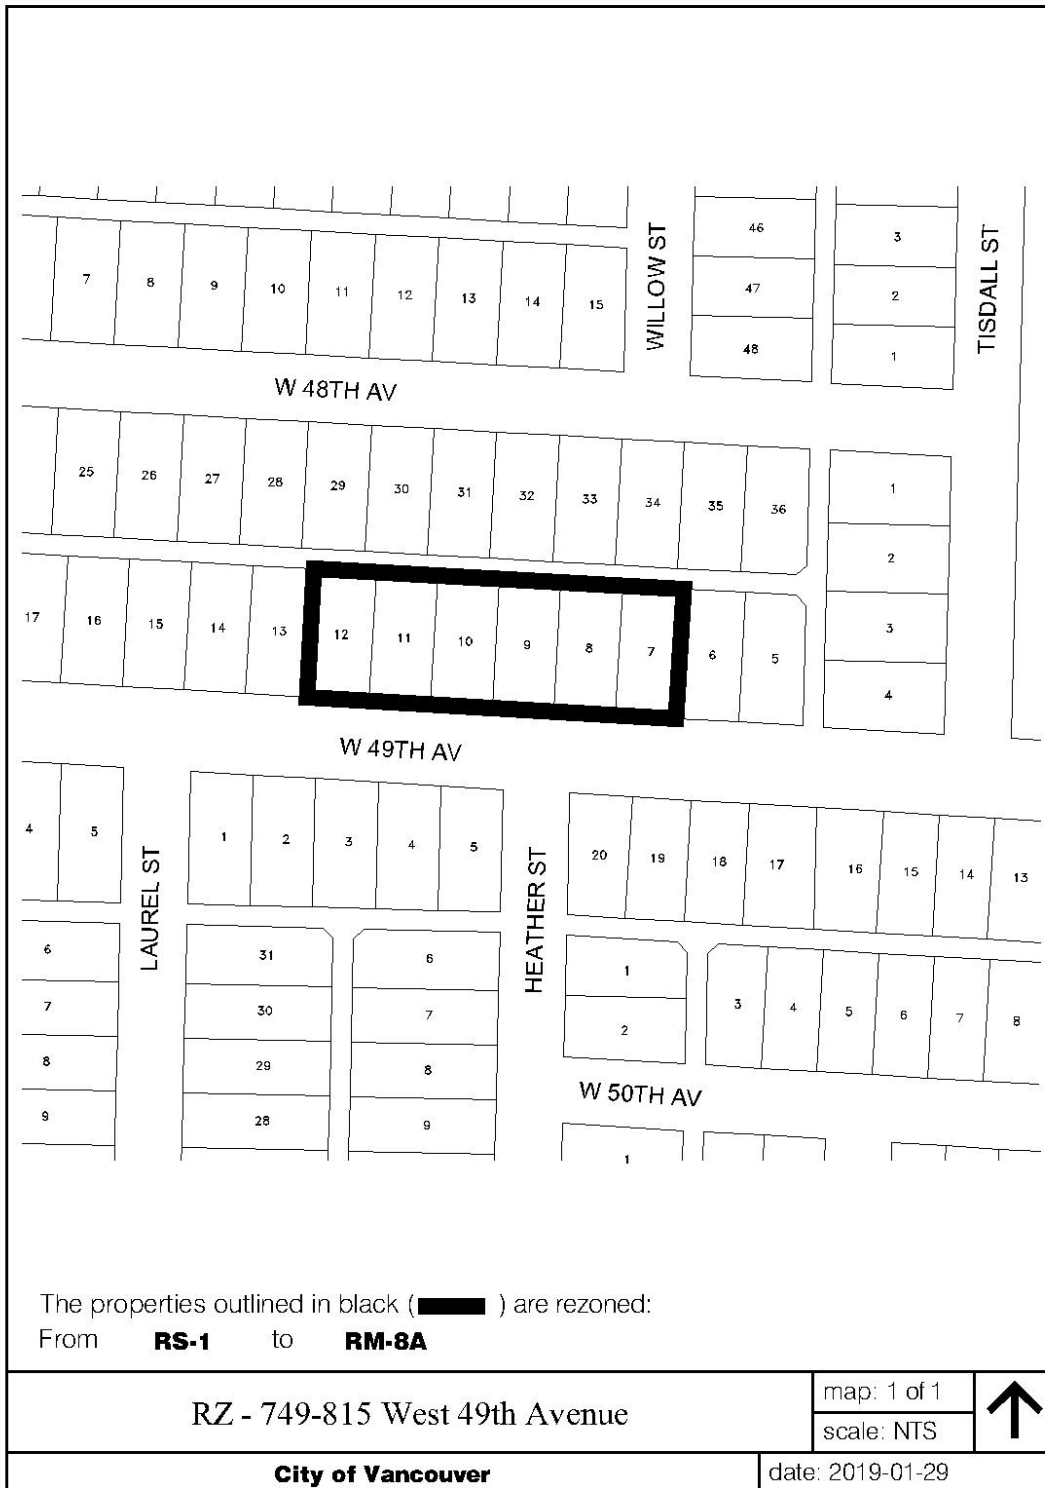 46
3
WILLOW ST
TISDALL ST
7 8 9 10 11 12 13 14 15
47
2
48
1
W 48TH AV
25 26 27 28 29 30 31 32 33 34 35 36
1
2
3
4
17 16 15 14 13 12 11 10 9 8 7 6 5
W 49TH AV
4 5
1 2 3 4 5
20 19 18 17 16 15 14 13
LAUREL ST
HEATHER ST
6
31
6
1
7
30
7
2
3 4 5 6 7 8
8
29
8
W 50TH AV
9
28
9
1
The properties outlined in black ( ) are rezoned:
From RS-1 to RM-8A
RZ - 749-815 West 49th Avenue
map: 1 of 1
scale: NTS
City of Vancouver
date: 2019-01-29